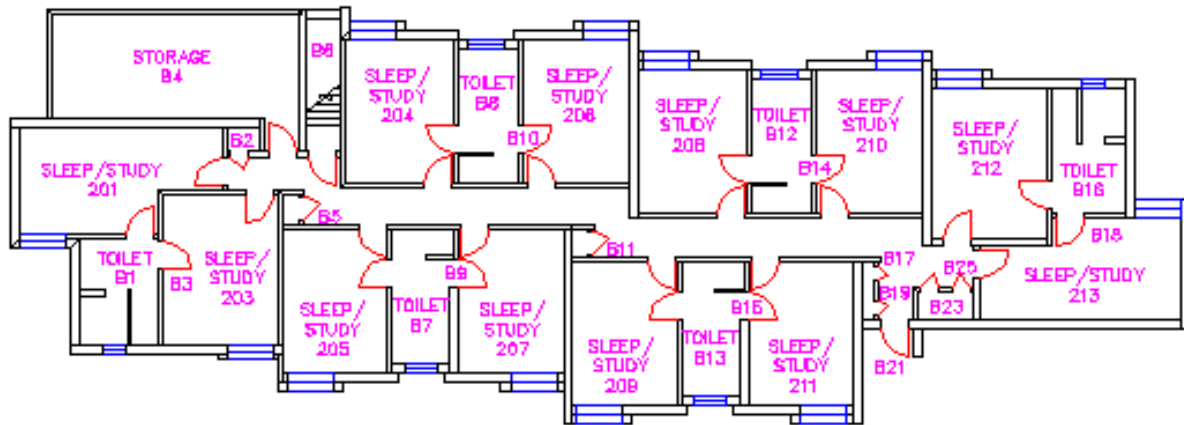 STORAGE
B4
B6
SLEEP/
STUDY
204
TOILET
B8
SLEEP/
STUDY
206
B10
SLEEP/
STUDY
208
TOILET
B12
SLEEP/
STUDY
210
B14
SLEEP/
STUDY
212
TOILET
B16
B2
SLEEP/STUDY
201
B5
B11
B17
B25
B18
TOILET
B1
B3
SLEEP/
STUDY
203
SLEEP/
STUDY
205
TOILET
B7
B9
SLEEP/
STUDY
207
SLEEP/
STUDY
209
TOILET
B13
B15
SLEEP/
STUDY
211
B19
B23
SLEEP/STUDY
213
B21